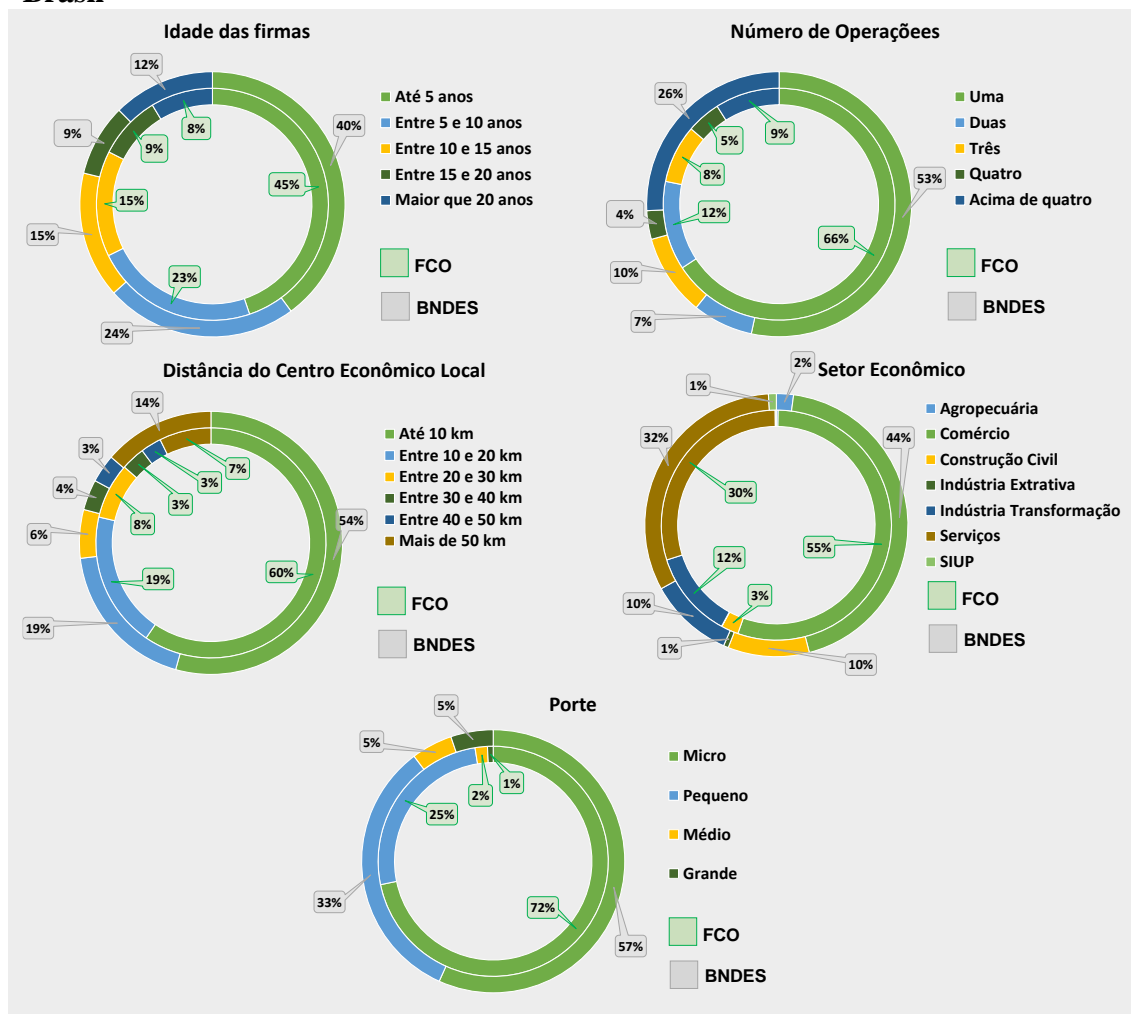 Brasil
Idade das firmas
12%
9%
8%
9%
40%
45%
15%
15%
23%
24%
Até 5 anos
Entre 5 e 10 anos
Entre 10 e 15 anos
Entre 15 e 20 anos
Maior que 20 anos
FCO
BNDES
Número de Operaçõees
26%
9%
5%
8%
53%
4%
12%
66%
10%
7%
Uma
Duas
Três
Quatro
Acima de quatro
FCO
BNDES
Distância do Centro Econômico Local
14%
3%
7%
3%
4%
3%
8%
6%
54%
60%
19%
19%
Até 10 km
Entre 10 e 20 km
Entre 20 e 30 km
Entre 30 e 40 km
Entre 40 e 50 km
Mais de 50 km
FCO
BNDES
Setor Econômico
2%
1%
32%
44%
30%
55%
12%
3%
10%
1%
10%
Agropecuária
Comércio
Construção Civil
Indústria Extrativa
Indústria Transformação
Serviços
SIUP
FCO
BNDES
Porte
5%
5%
1%
2%
25%
33%
72%
57%
Micro
Pequeno
Médio
Grande
FCO
BNDES